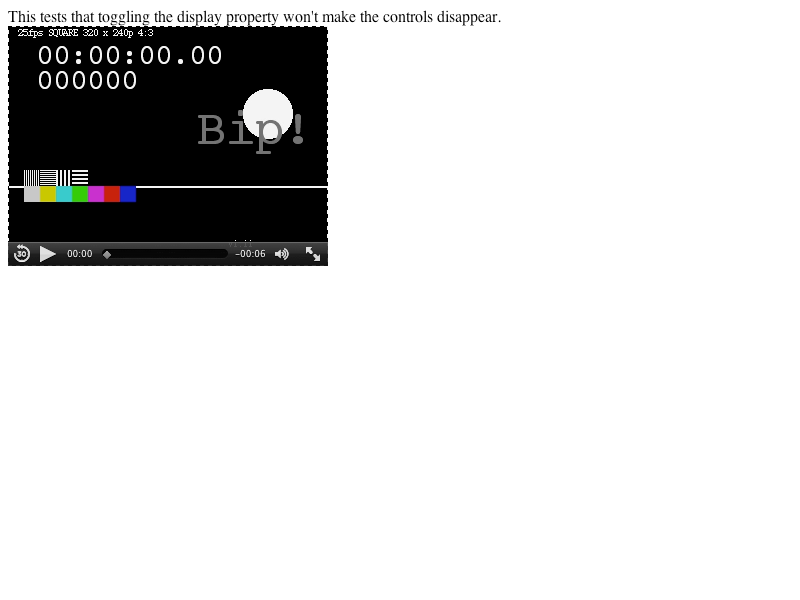 This tests that toggling the display property won't make the controls disappear.
25fps SQUARE 320 x 240p 4:3
00:00:00.00
000000
Bip!
30 00:00 -00:06